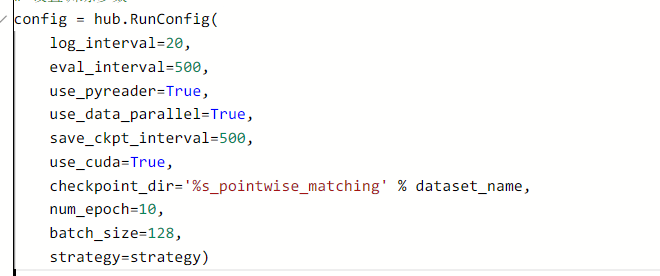 config = hub.RunConfig(
    log_interval=20,
    eval_interval=500,
    use_pyreader=True,
    use_data_parallel=True,
    save_ckpt_interval=500,
    use_cuda=True,
    checkpoint_dir='%s_pointwise_matching' % dataset_name,
    num_epoch=10,
    batch_size=128,
    strategy=strategy)